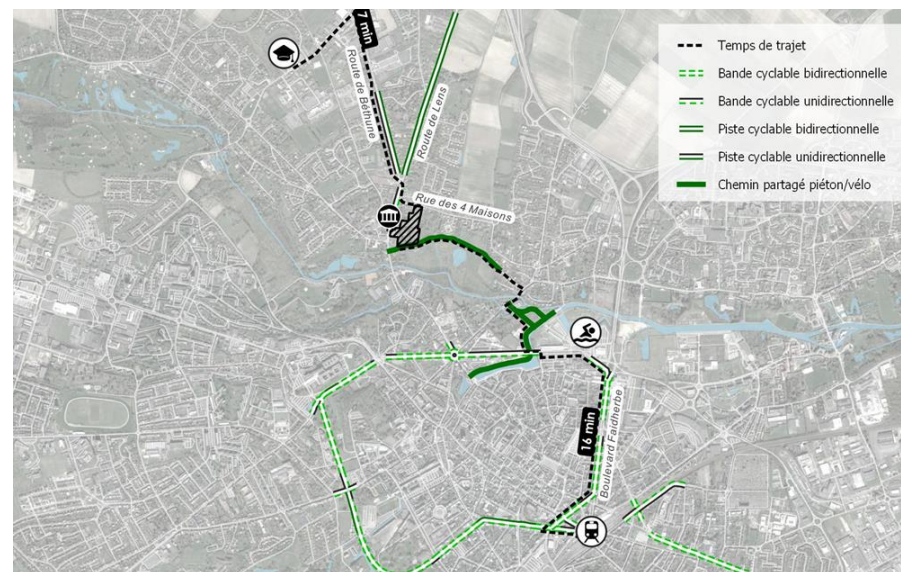 7 min
Route de Béthune
Route de Lens
Rue des 4 Maisons
16 min
Boulevard Faidherbe
Temps de trajet
Bande cyclable bidirectionnelle
Bande cyclable unidirectionnelle
Piste cyclable bidirectionnelle
Piste cyclable unidirectionnelle
Chemin partagé piéton/vélo